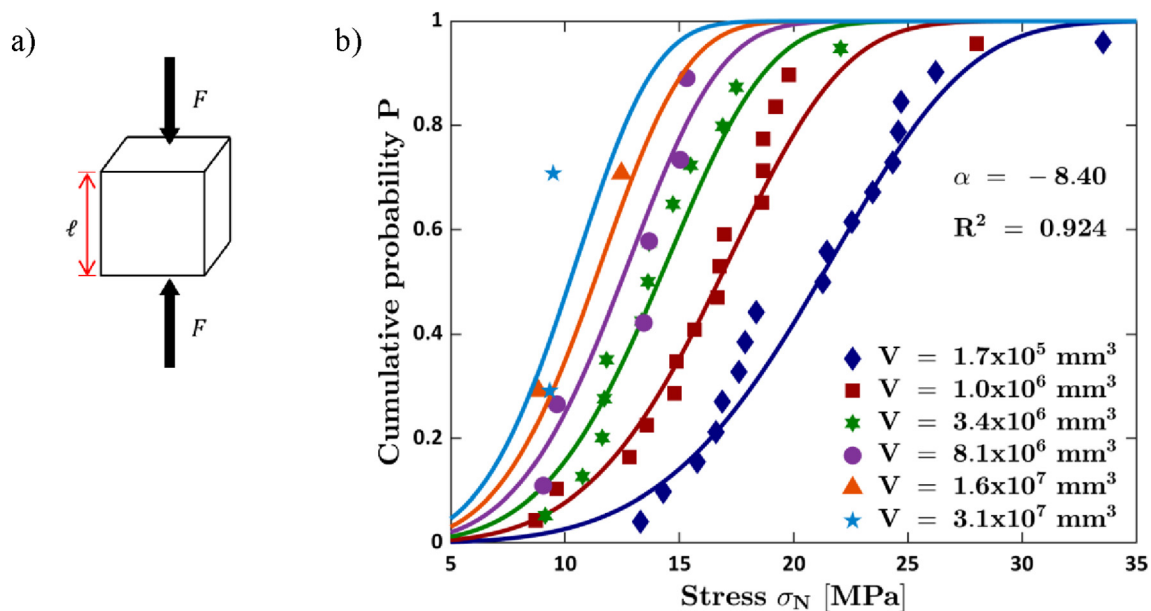 a)
F
ℓ
F
b)
Cumulative probability P
1
0.8
0.6
0.4
0.2
0
5 10 15 20 25 30 35
Stress σN [MPa]
α = −8.40
R² = 0.924
V = 1.7x10⁵ mm³
V = 1.0x10⁶ mm³
V = 3.4x10⁶ mm³
V = 8.1x10⁶ mm³
V = 1.6x10⁷ mm³
V = 3.1x10⁷ mm³